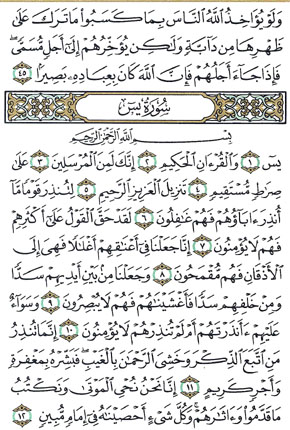 وَلَوْ يُؤَاخِذُ ٱللَّهُ ٱلنَّاسَ بِمَا كَسَبُوا۟ مَا تَرَكَ عَلَىٰ
ظَهْرِهَا مِن دَآبَّةٍ وَلَٰكِن يُؤَخِّرُهُمْ إِلَىٰٓ أَجَلٍ مُّسَمًّى ۖ
فَإِذَا جَآءَ أَجَلُهُمْ فَإِنَّ ٱللَّهَ كَانَ بِعِبَادِهِۦ بَصِيرًۢا ٤٥
سُورَةُ يسٓ
بِسْمِ ٱللَّهِ ٱلرَّحْمَٰنِ ٱلرَّحِيمِ
يسٓ ١ وَٱلْقُرْءَانِ ٱلْحَكِيمِ ٢ إِنَّكَ لَمِنَ ٱلْمُرْسَلِينَ ٣ عَلَىٰ
صِرَٰطٍ مُّسْتَقِيمٍ ٤ تَنزِيلَ ٱلْعَزِيزِ ٱلرَّحِيمِ ٥ لِتُنذِرَ قَوْمًا مَّآ
أُنذِرَ ءَابَآؤُهُمْ فَهُمْ غَٰفِلُونَ ٦ لَقَدْ حَقَّ ٱلْقَوْلُ عَلَىٰٓ أَكْثَرِهِمْ
فَهُمْ لَا يُؤْمِنُونَ ٧ إِنَّا جَعَلْنَا فِىٓ أَعْنَٰقِهِمْ أَغْلَٰلًا فَهِىَ إِلَى
ٱلْأَذْقَانِ فَهُم مُّقْمَحُونَ ٨ وَجَعَلْنَا مِنۢ بَيْنِ أَيْدِيهِمْ سَدًّا
وَمِنْ خَلْفِهِمْ سَدًّا فَأَغْشَيْنَٰهُمْ فَهُمْ لَا يُبْصِرُونَ ٩ وَسَوَآءٌ
عَلَيْهِمْ ءَأَنذَرْتَهُمْ أَمْ لَمْ تُنذِرْهُمْ لَا يُؤْمِنُونَ ١٠ إِنَّمَا تُنذِرُ
مَنِ ٱتَّبَعَ ٱلذِّكْرَ وَخَشِىَ ٱلرَّحْمَٰنَ بِٱلْغَيْبِ ۖ فَبَشِّرْهُ بِمَغْفِرَةٍ
وَأَجْرٍ كَرِيمٍ ١١ إِنَّا نَحْنُ نُحْىِ ٱلْمَوْتَىٰ وَنَكْتُبُ
مَا قَدَّمُوا۟ وَءَاثَٰرَهُمْ ۚ وَكُلَّ شَىْءٍ أَحْصَيْنَٰهُ فِىٓ إِمَامٍ مُّبِينٍ ١٢